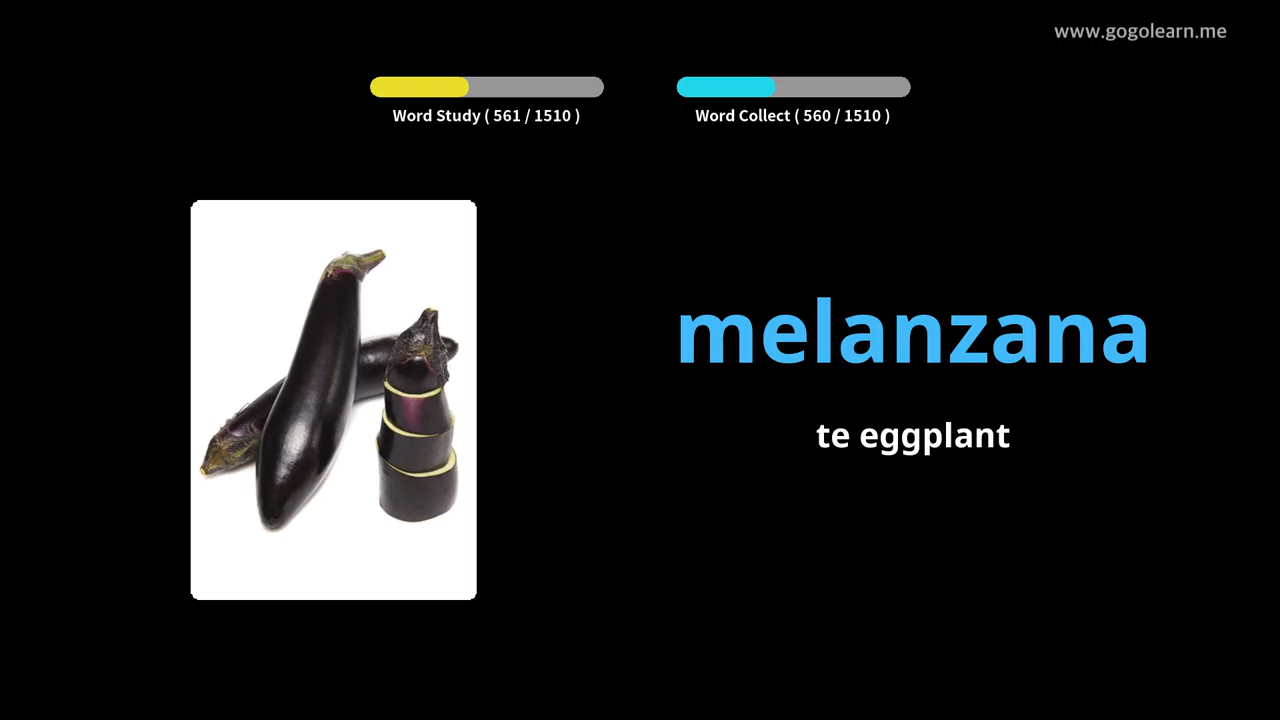 www.gogolearn.me
Word Study ( 561 / 1510 )
Word Collect ( 560 / 1510 )
melanzana
te eggplant